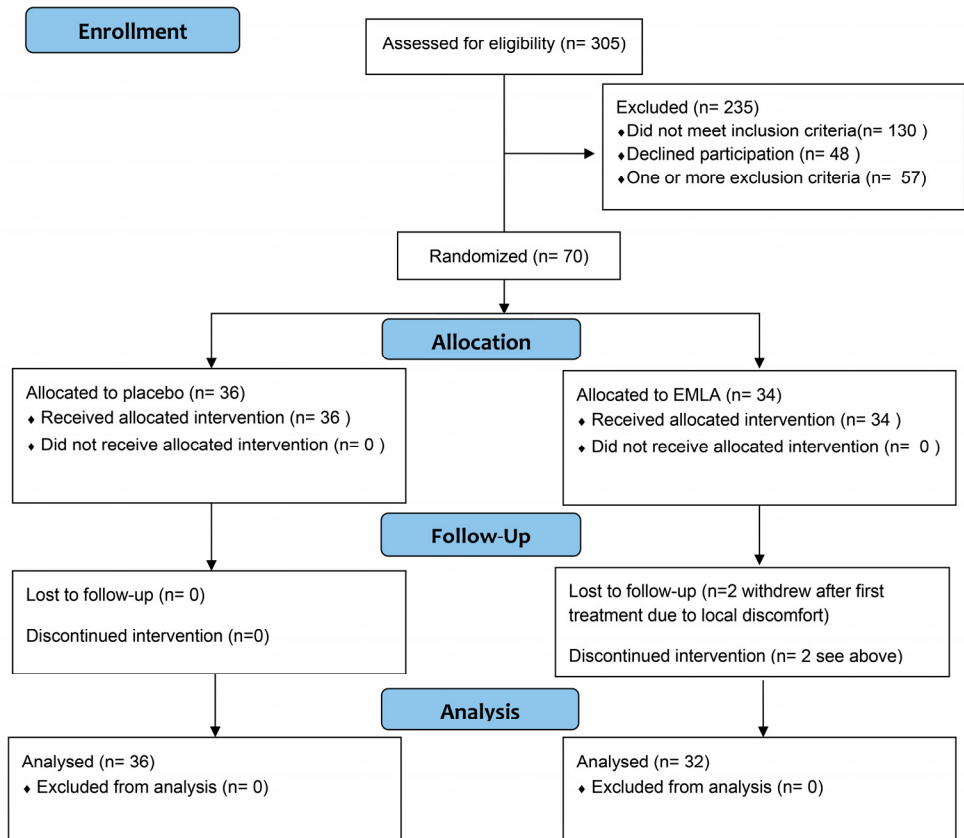 Enrollment
Assessed for eligibility (n= 305)
Excluded (n= 235)
♦Did not meet inclusion criteria(n= 130 )
♦Declined participation (n= 48 )
♦One or more exclusion criteria (n= 57)
Randomized (n= 70)
Allocation
Allocated to placebo (n= 36)
♦ Received allocated intervention (n= 36 )
♦ Did not receive allocated intervention (n= 0 )
Allocated to EMLA (n= 34)
♦ Received allocated intervention (n= 34 )
♦ Did not receive allocated intervention (n= 0 )
Follow-Up
Lost to follow-up (n= 0)
Discontinued intervention (n=0)
Lost to follow-up (n=2 withdrew after first
treatment due to local discomfort)
Discontinued intervention (n= 2 see above)
Analysis
Analysed (n= 36)
♦ Excluded from analysis (n= 0)
Analysed (n= 32)
♦ Excluded from analysis (n= 0)